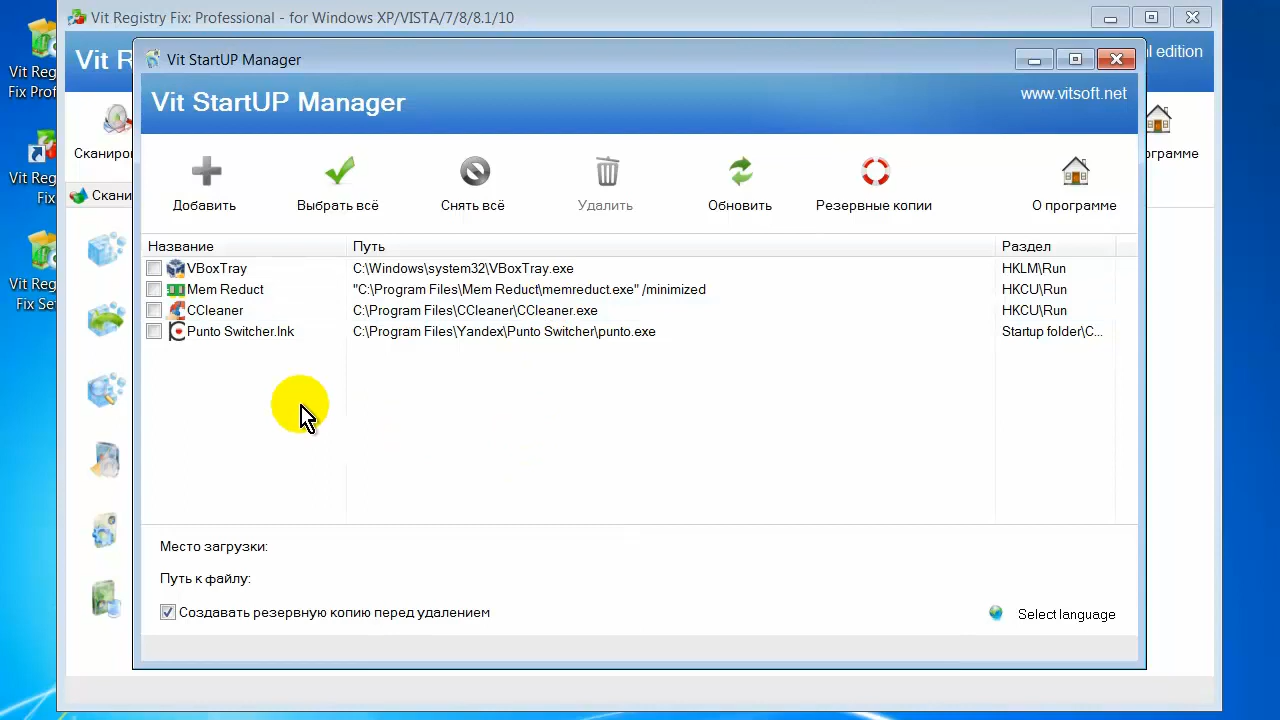 Vit Registry Fix: Professional - for Windows XP/VISTA/7/8/8.1/10
Vit Reg
Fix Prof
Vit Reg
Fix
Vit Reg
Fix Se
Vit R
l edition
Сканиро
грамме
Скани
Vit StartUP Manager
Vit StartUP Manager
www.vitsoft.net
Добавить
Выбрать всё
Снять всё
Удалить
Обновить
Резервные копии
О программе
Название Путь Раздел
VBoxTray C:\Windows\system32\VBoxTray.exe HKLM\Run
Mem Reduct "C:\Program Files\Mem Reduct\memreduct.exe" /minimized HKCU\Run
CCleaner C:\Program Files\CCleaner\CCleaner.exe HKCU\Run
Punto Switcher.lnk C:\Program Files\Yandex\Punto Switcher\punto.exe Startup folder\C...
Место загрузки:
Путь к файлу:
Создавать резервную копию перед удалением
Select language